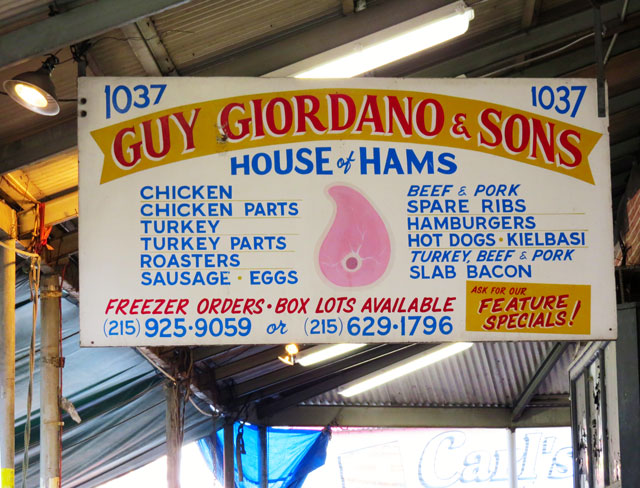 1037 1037
GUY GIORDANO & SONS
HOUSE of HAMS
CHICKEN
CHICKEN PARTS
TURKEY
TURKEY PARTS
ROASTERS
SAUSAGE · EGGS
BEEF & PORK
SPARE RIBS
HAMBURGERS
HOT DOGS · KIELBASI
TURKEY, BEEF & PORK
SLAB BACON
FREEZER ORDERS · BOX LOTS AVAILABLE
(215) 925·9059 or (215) 629·1796
ASK FOR OUR
FEATURE
SPECIALS!
Carl's